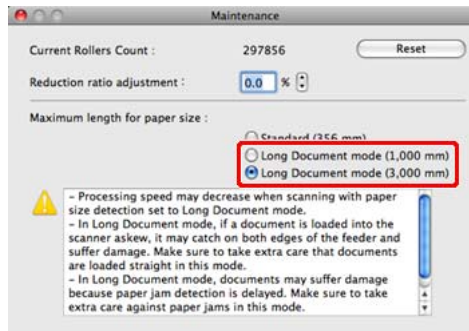 Maintenance
Current Rollers Count : 297856 Reset
Reduction ratio adjustment : 0.0 %
Maximum length for paper size :
Standard (356 mm)
Long Document mode (1,000 mm)
Long Document mode (3,000 mm)
- Processing speed may decrease when scanning with paper
size detection set to Long Document mode.
- In Long Document mode, if a document is loaded into the
scanner askew, it may catch on both edges of the feeder and
suffer damage. Make sure to take extra care that documents
are loaded straight in this mode.
- In Long Document mode, documents may suffer damage
because paper jam detection is delayed. Make sure to take
extra care against paper jams in this mode.